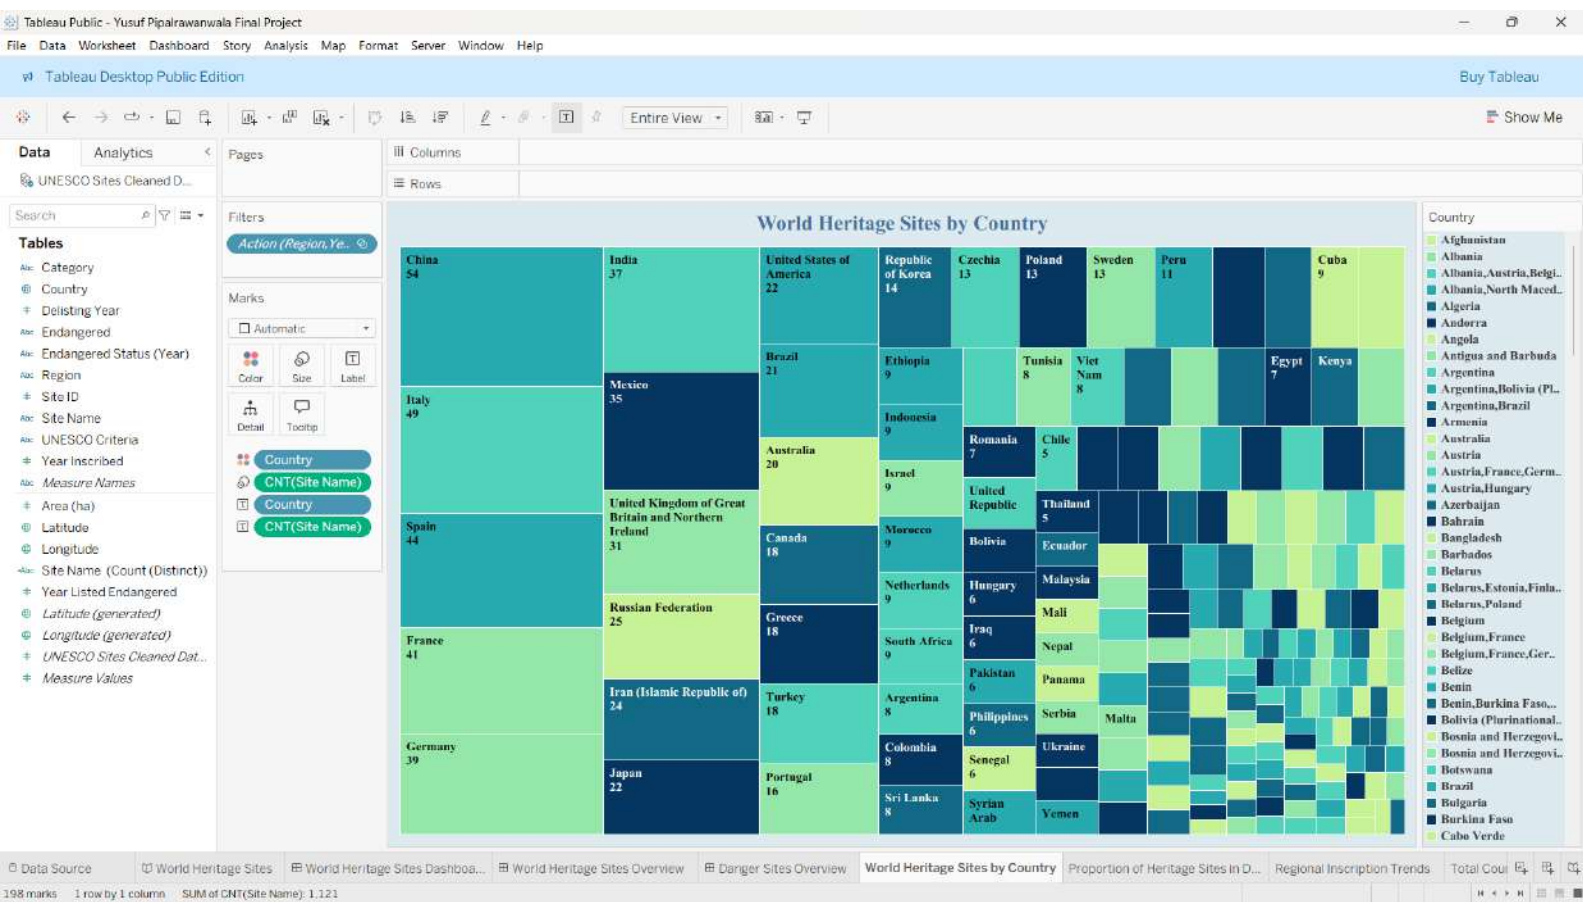 Tableau Public - Yusuf Pipalrawanwala Final Project
File Data Worksheet Dashboard Story Analysis Map Format Server Window Help
Tableau Desktop Public Edition
Buy Tableau
Entire View
Show Me
Data
Analytics
UNESCO Sites Cleaned D...
Search
Tables
Abc Category
Country
Delisting Year
Abc Endangered
Abc Endangered Status (Year)
Abc Region
Site ID
Abc Site Name
Abc UNESCO Criteria
Year Inscribed
Abc Measure Names
Area (ha)
Latitude
Longitude
Site Name (Count (Distinct))
Year Listed Endangered
Latitude (generated)
Longitude (generated)
UNESCO Sites Cleaned Dat...
Measure Values
Pages
Filters
Action (Region,Ye..
Marks
Automatic
Color
Size
Label
Detail
Tooltip
Country
CNT(Site Name)
Country
CNT(Site Name)
Columns
Rows
World Heritage Sites by Country
China
54
Italy
49
Spain
44
France
41
Germany
39
India
37
Mexico
35
United Kingdom of Great
Britain and Northern
Ireland
31
Russian Federation
25
Iran (Islamic Republic of)
24
Japan
22
United States of
America
22
Brazil
21
Australia
20
Canada
18
Greece
18
Turkey
18
Portugal
16
Republic
of Korea
14
Ethiopia
9
Indonesia
9
Israel
9
Morocco
9
Netherlands
9
South Africa
9
Argentina
8
Colombia
8
Sri Lanka
8
Czechia
13
Poland
13
Sweden
13
Peru
11
Cuba
9
Tunisia
8
Viet
Nam
8
Egypt
7
Kenya
Romania
7
United
Republic
Bolivia
Hungary
6
Iraq
6
Pakistan
6
Philippines
6
Senegal
6
Syrian
Arab
Chile
5
Thailand
5
Ecuador
Malaysia
Mali
Nepal
Panama
Serbia
Ukraine
Yemen
Malta
Country
Afghanistan
Albania
Albania,Austria,Belgi..
Albania,North Maced..
Algeria
Andorra
Angola
Antigua and Barbuda
Argentina
Argentina,Bolivia (Pl..
Argentina,Brazil
Armenia
Australia
Austria
Austria,France,Germ..
Austria,Hungary
Azerbaijan
Bahrain
Bangladesh
Barbados
Belarus
Belarus,Estonia,Finla..
Belarus,Poland
Belgium
Belgium,France
Belgium,France,Ger..
Belize
Benin
Benin,Burkina Faso,..
Bolivia (Plurinational..
Bosnia and Herzegovi..
Bosnia and Herzegovi..
Botswana
Brazil
Bulgaria
Burkina Faso
Cabo Verde
Data Source
World Heritage Sites
World Heritage Sites Dashboa...
World Heritage Sites Overview
Danger Sites Overview
World Heritage Sites by Country
Proportion of Heritage Sites in D...
Regional Inscription Trends
Total Cou
198 marks 1 row by 1 column SUM of CNT(Site Name): 1,121